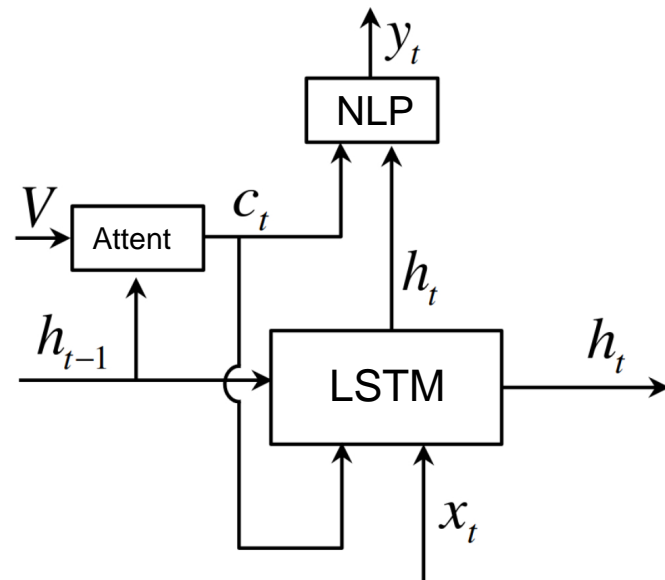 y_t
NLP
V
Attent
c_t
h_t
h_{t-1}
LSTM
h_t
x_t